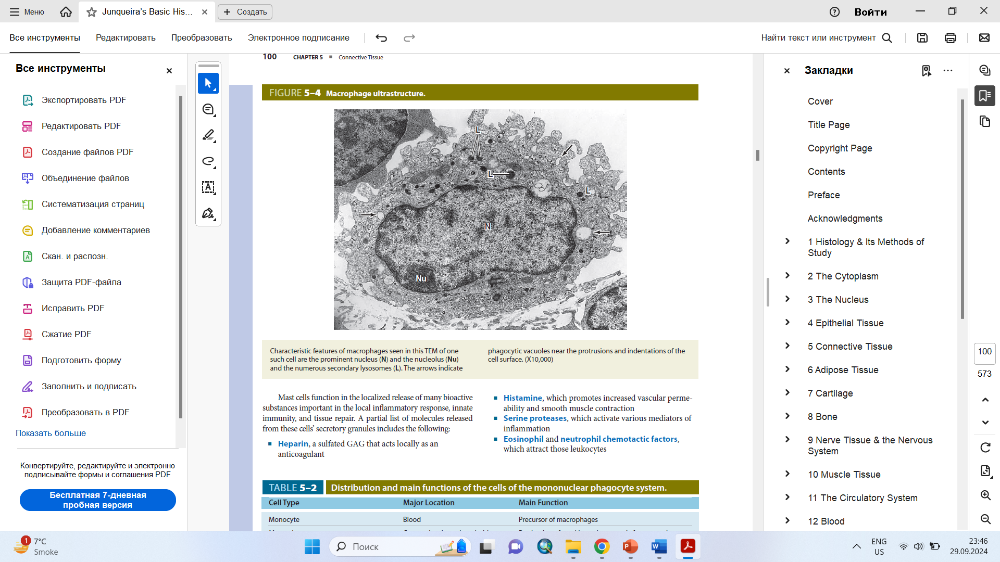 Меню
Junqueira’s Basic His...
Создать
Войти
Все инструменты
Редактировать
Преобразовать
Электронное подписание
Найти текст или инструмент
Все инструменты
Экспортировать PDF
Редактировать PDF
Создание файлов PDF
Объединение файлов
Систематизация страниц
Добавление комментариев
Скан. и распозн.
Защита PDF-файла
Исправить PDF
Сжатие PDF
Подготовить форму
Заполнить и подписать
Преобразовать в PDF
Показать больше
Конвертируйте, редактируйте и электронно
подписывайте формы и соглашения PDF
Бесплатная 7-дневная
пробная версия
100 CHAPTER 5 ■ Connective Tissue
FIGURE 5–4 Macrophage ultrastructure.
L
L
L
N
Nu
Characteristic features of macrophages seen in this TEM of one
such cell are the prominent nucleus (N) and the nucleolus (Nu)
and the numerous secondary lysosomes (L). The arrows indicate
phagocytic vacuoles near the protrusions and indentations of the
cell surface. (X10,000)
Mast cells function in the localized release of many bioactive
substances important in the local inflammatory response, innate
immunity, and tissue repair. A partial list of molecules released
from these cells’ secretory granules includes the following:
■ Heparin, a sulfated GAG that acts locally as an
anticoagulant
■ Histamine, which promotes increased vascular perme-
ability and smooth muscle contraction
■ Serine proteases, which activate various mediators of
inflammation
■ Eosinophil and neutrophil chemotactic factors,
which attract those leukocytes
TABLE 5–2 Distribution and main functions of the cells of the mononuclear phagocyte system.
Cell Type Major Location Main Function
Monocyte Blood Precursor of macrophages
Закладки
Cover
Title Page
Copyright Page
Contents
Preface
Acknowledgments
1 Histology & Its Methods of
Study
2 The Cytoplasm
3 The Nucleus
4 Epithelial Tissue
5 Connective Tissue
6 Adipose Tissue
7 Cartilage
8 Bone
9 Nerve Tissue & the Nervous
System
10 Muscle Tissue
11 The Circulatory System
12 Blood
100
573
1
7°C
Smoke
Поиск
ENG
US
23:46
29.09.2024